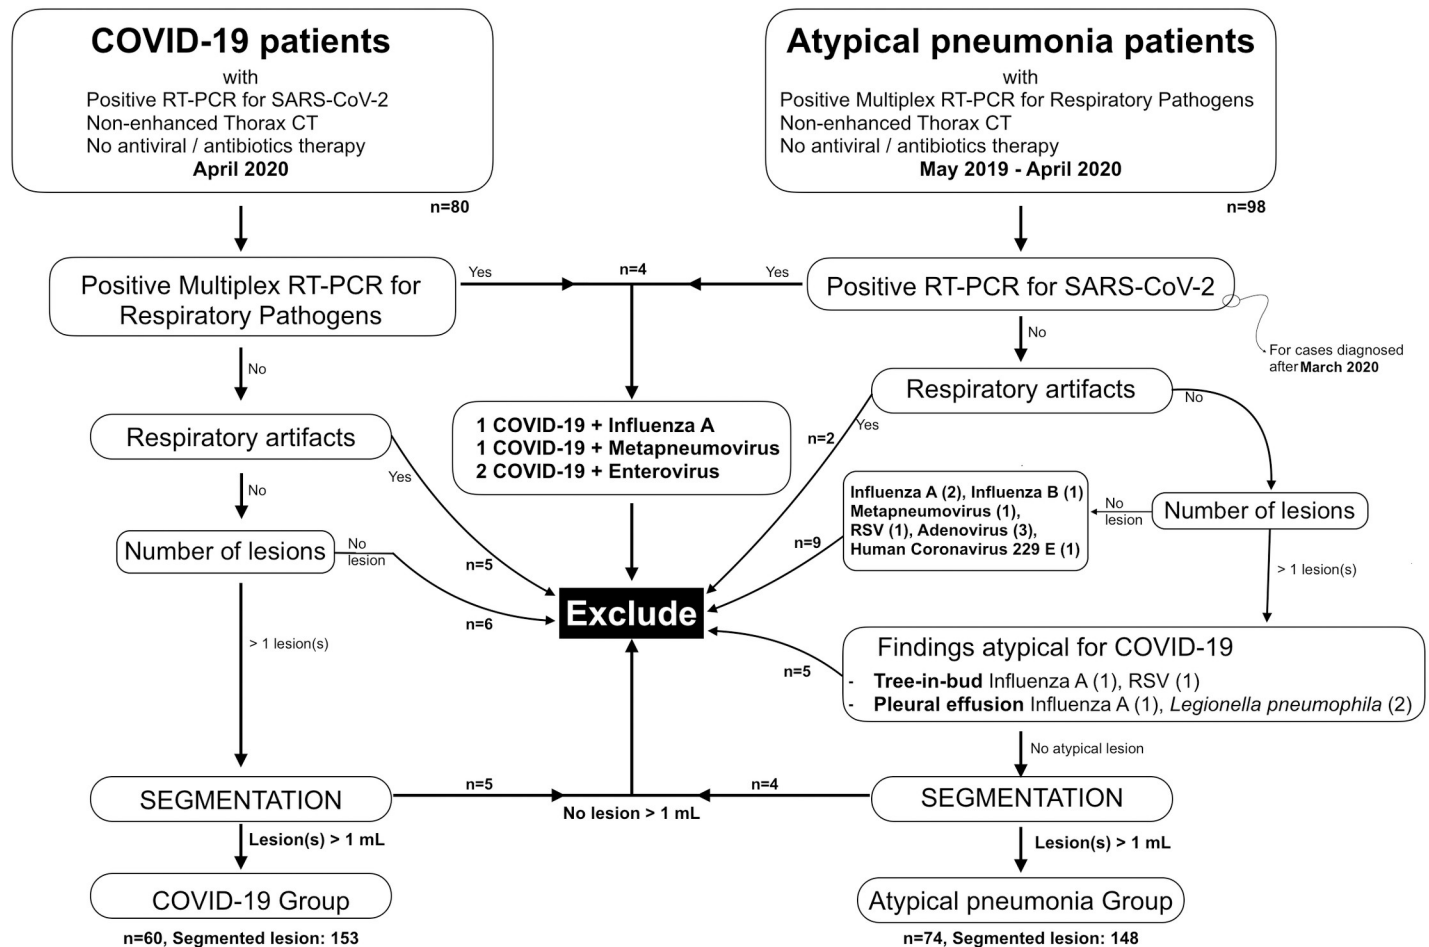 COVID-19 patients
with
Positive RT-PCR for SARS-CoV-2
Non-enhanced Thorax CT
No antiviral / antibiotics therapy
April 2020
n=80
Atypical pneumonia patients
with
Positive Multiplex RT-PCR for Respiratory Pathogens
Non-enhanced Thorax CT
No antiviral / antibiotics therapy
May 2019 - April 2020
n=98
Positive Multiplex RT-PCR for
Respiratory Pathogens
Yes
n=4
Yes
Positive RT-PCR for SARS-CoV-2
For cases diagnosed
after March 2020
No
No
Respiratory artifacts
Yes
No
n=5
1 COVID-19 + Influenza A
1 COVID-19 + Metapneumovirus
2 COVID-19 + Enterovirus
Respiratory artifacts
Yes
No
n=2
Number of lesions
No
lesion
n=6
> 1 lesion(s)
Influenza A (2), Influenza B (1)
Metapneumovirus (1),
RSV (1), Adenovirus (3),
Human Coronavirus 229 E (1)
n=9
No
lesion
Number of lesions
> 1 lesion(s)
Exclude
Findings atypical for COVID-19
- Tree-in-bud Influenza A (1), RSV (1)
- Pleural effusion Influenza A (1), Legionella pneumophila (2)
n=5
No atypical lesion
SEGMENTATION
n=5
No lesion > 1 mL
n=4
SEGMENTATION
Lesion(s) > 1 mL
Lesion(s) > 1 mL
COVID-19 Group
n=60, Segmented lesion: 153
Atypical pneumonia Group
n=74, Segmented lesion: 148